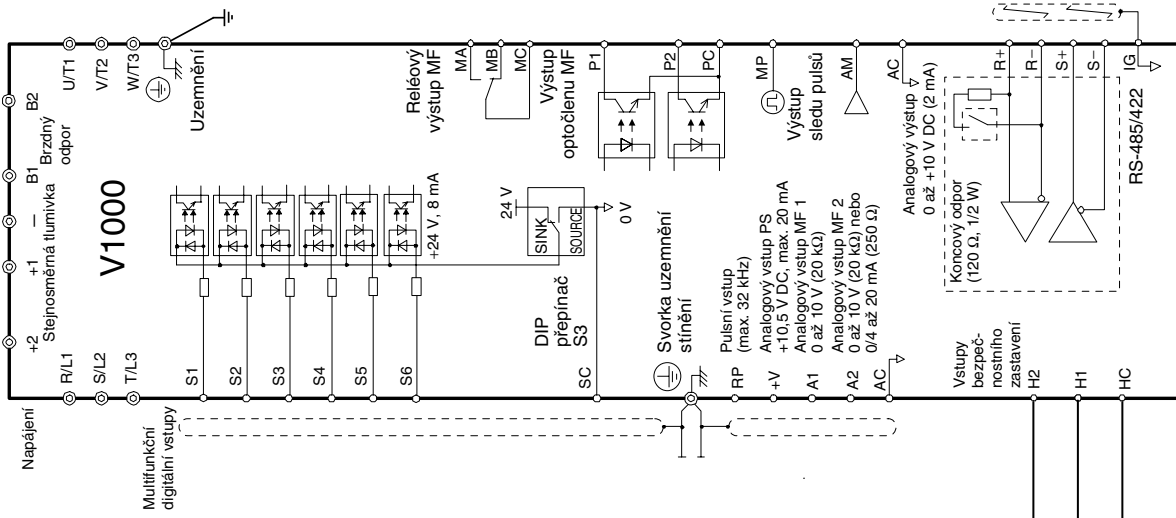 U/T1
V/T2
W/T3
Uzemnění
Reléový
výstup MF
MA
MB
MC
Výstup
optočlenu MF
P1
P2
PC
MP
Výstup
sledu pulsů
AM
AC
Analogový výstup
0 až +10 V DC (2 mA)
R+
R-
S+
S-
IG
RS-485/422
Koncový odpor
(120 Ω, 1/2 W)
B2
Brzdný
odpor
B1
–
Stejnosměrná tlumivka
+1
+2
V1000
+24 V, 8 mA
24 V
SINK
SOURCE
0 V
DIP
přepínač
S3
Svorka uzemnění
stínění
Pulsní vstup
(max. 32 kHz)
Analogový vstup PS
+10.5 V DC, max. 20 mA
Analogový vstup MF 1
0 až 10 V (20 kΩ)
Analogový vstup MF 2
0 až 10 V (20 kΩ) nebo
0/4 až 20 mA (250 Ω)
Vstupy
bezpeč-
nostního
zastavení
R/L1
S/L2
T/L3
S1
S2
S3
S4
S5
S6
SC
RP
+V
A1
A2
AC
H2
H1
HC
Napájení
Multifunkční
digitální vstupy